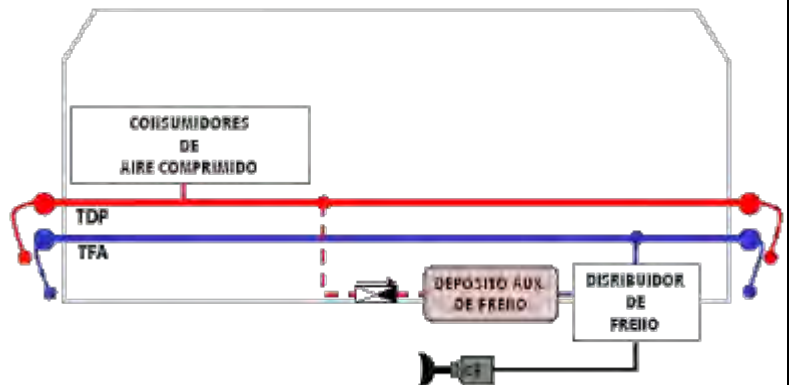 CONSUMIDORES
DE
AIRE COMPRIMIDO
TDP
TFA
DEPOSITO AUX.
DE FRENO
DISRIBUIDOR
DE
FRENO